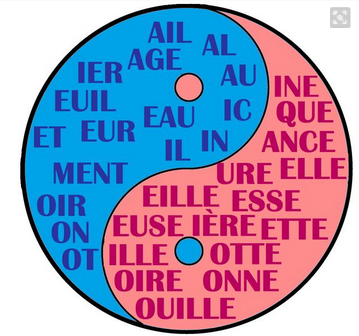 AIL AL
AGE
IER AU
EUIL
EAU IC
ET EUR
IL IN
MENT
OIR
ON
OT
INE
QUE
ANCE
URE ELLE
EILLE ESSE
EUSE IÈRE ETTE
ILLE OTTE
OIRE ONNE
OUILLE